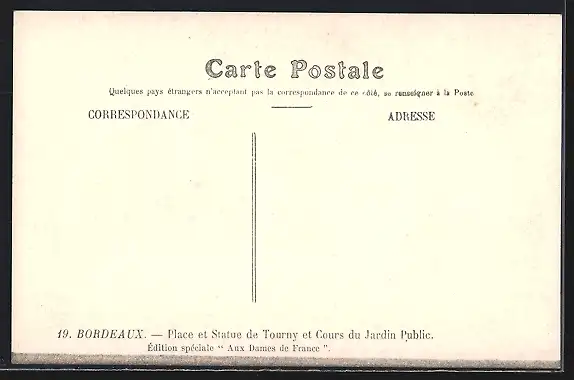 Carte Postale
Quelques pays étrangers n'acceptant pas la correspondance de ce côté, se renseigner à la Poste
CORRESPONDANCE
ADRESSE
19. BORDEAUX. — Place et Statue de Tourny et Cours du Jardin Public.
Édition spéciale " Aux Dames de France ".